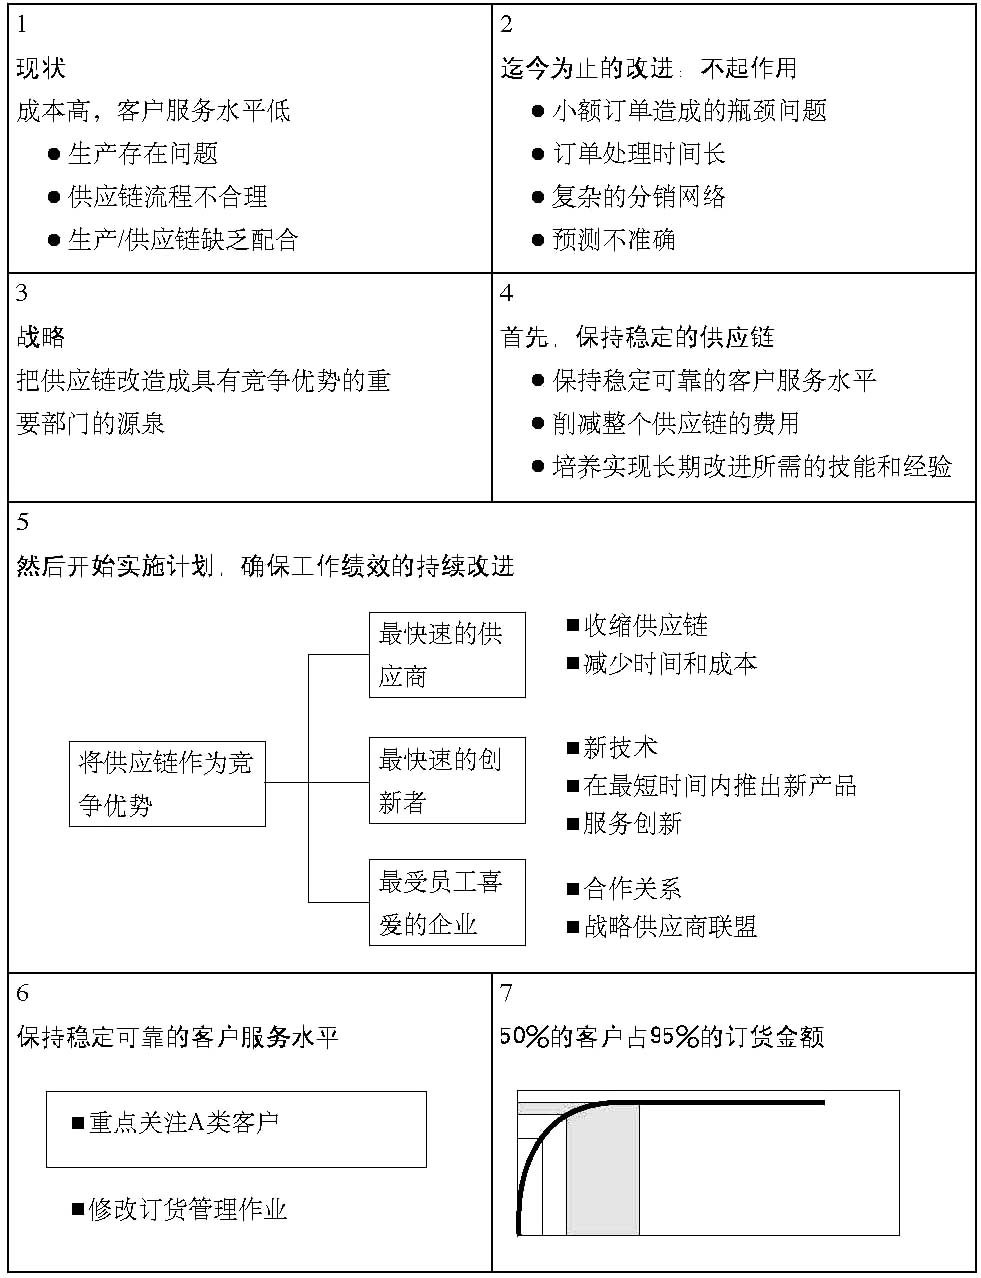 1
现状
成本高，客户服务水平低
●生产存在问题
●供应链流程不合理
●生产/供应链缺乏配合
2
迄今为止的改进：不起作用
●小额订单造成的瓶颈问题
●订单处理时间长
●复杂的分销网络
●预测不准确
3
战略
把供应链改造成具有竞争优势的重
要部门的源泉
4
首先，保持稳定的供应链
●保持稳定可靠的客户服务水平
●削减整个供应链的费用
●培养实现长期改进所需的技能和经验
5
然后开始实施计划，确保工作绩效的持续改进
将供应链作为竞
争优势
最快速的供
应商
■收缩供应链
■减少时间和成本
最快速的创
新者
■新技术
■在最短时间内推出新产品
■服务创新
最受员工喜
爱的企业
■合作关系
■战略供应商联盟
6
保持稳定可靠的客户服务水平
■重点关注A类客户
■修改订货管理作业
7
50%的客户占95%的订货金额